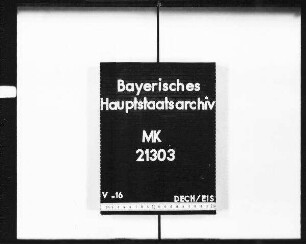 Bayerisches
Hauptstaatsarchiv
MK
21303
V -16 DECH/EIS